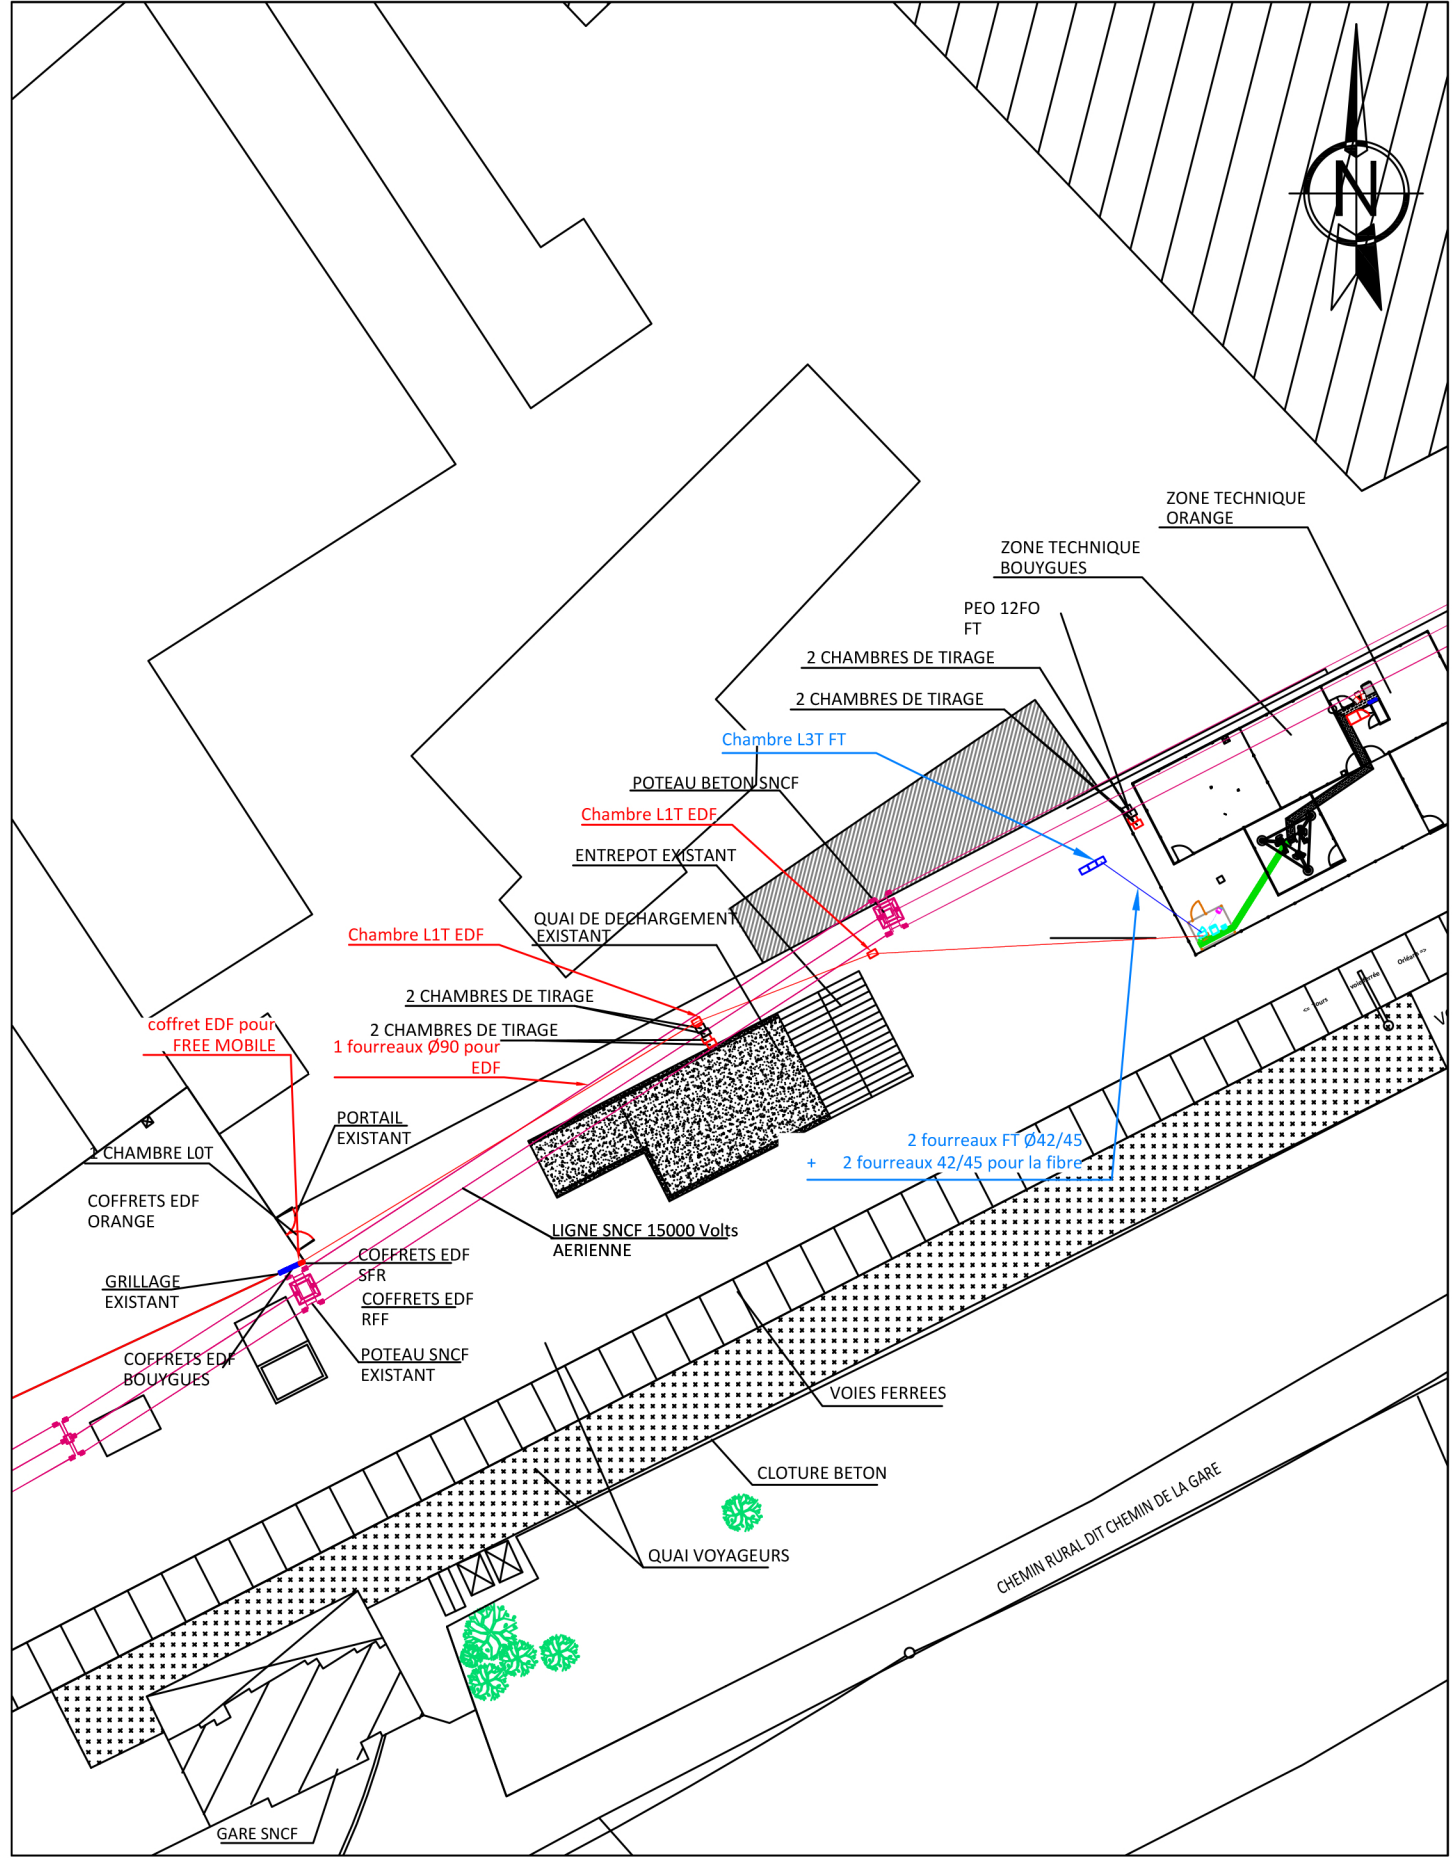 N
ZONE TECHNIQUE
ORANGE
ZONE TECHNIQUE
BOUYGUES
PEO 12FO
FT
2 CHAMBRES DE TIRAGE
2 CHAMBRES DE TIRAGE
Chambre L3T FT
POTEAU BETON SNCF
Chambre L1T EDF
ENTREPOT EXISTANT
QUAI DE DECHARGEMENT
EXISTANT
Chambre L1T EDF
2 CHAMBRES DE TIRAGE
2 CHAMBRES DE TIRAGE
1 fourreaux Ø90 pour
EDF
coffret EDF pour
FREE MOBILE
PORTAIL
EXISTANT
1 CHAMBRE L0T
COFFRETS EDF
ORANGE
GRILLAGE
EXISTANT
COFFRETS EDF
SFR
COFFRETS EDF
RFF
POTEAU SNCF
EXISTANT
COFFRETS EDF
BOUYGUES
LIGNE SNCF 15000 Volts
AERIENNE
2 fourreaux FT Ø42/45
+ 2 fourreaux 42/45 pour la fibre
<= Tours
voie ferrée
Orléans =>
VOIES FERREES
CLOTURE BETON
QUAI VOYAGEURS
CHEMIN RURAL DIT CHEMIN DE LA GARE
GARE SNCF